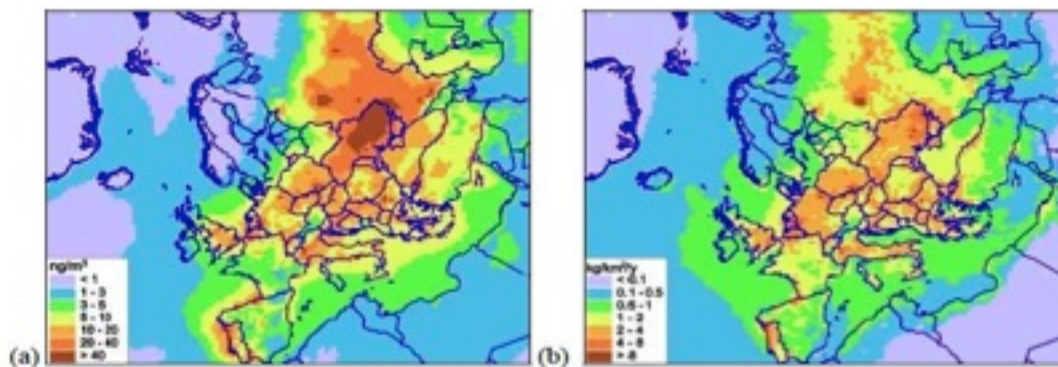 ng/m³
< 1
1 - 3
3 - 5
5 - 10
10 - 20
20 - 40
> 40
(a)
kg/km²/y
< 0.1
0.1 - 0.5
0.5 - 1
1 - 2
2 - 4
4 - 8
> 8
(b)